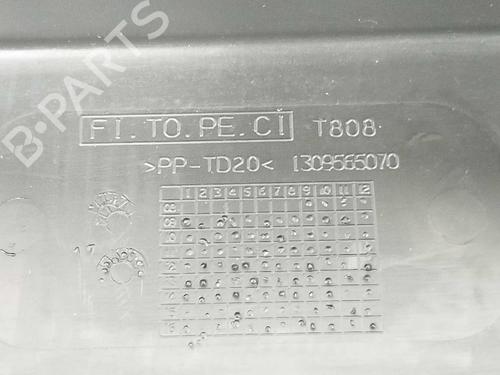 B-PARTS
FI.TO.PE.CI T808
>PP-TD20< 1309565070
1 2 3 4 5 6 7 8 9 10 11 12
17